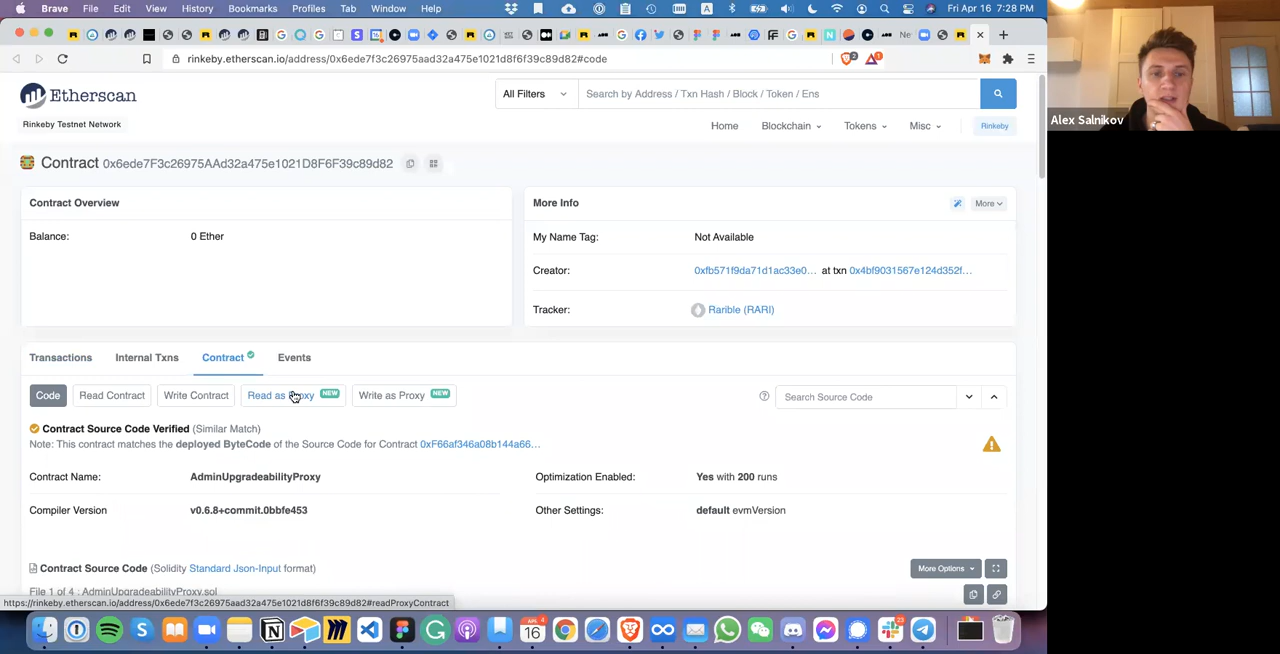 Brave File Edit View History Bookmarks Profiles Tab Window Help Fri Apr 16 7:28 PM
rinkeby.etherscan.io/address/0x6ede7f3c26975aad32a475e1021d8f6f39c89d82#code
Etherscan
All Filters Search by Address / Txn Hash / Block / Token / Ens
Rinkeby Testnet Network
Home Blockchain Tokens Misc Rinkeby
Alex Salnikov
Contract 0x6ede7F3c26975AAd32a475e1021D8F6F39c89d82
Contract Overview
More Info
More
Balance: 0 Ether
My Name Tag: Not Available
Creator: 0xfb571f9da71d1ac33e0... at txn 0x4bf9031567e124d352f...
Tracker: Rarible (RARI)
Transactions Internal Txns Contract Events
Code Read Contract Write Contract Read as Proxy NEW Write as Proxy NEW
Search Source Code
Contract Source Code Verified (Similar Match)
Note: This contract matches the deployed ByteCode of the Source Code for Contract 0xF66af346a08b144a66...
Contract Name: AdminUpgradeabilityProxy
Optimization Enabled: Yes with 200 runs
Compiler Version v0.6.8+commit.0bbfe453
Other Settings: default evmVersion
Contract Source Code (Solidity Standard Json-Input format)
More Options
File 1 of 4 : AdminUpgradeabilityProxy.sol
https://rinkeby.etherscan.io/address/0x6ede7f3c26975aad32a475e1021d8f6f39c89d82#readProxyContract